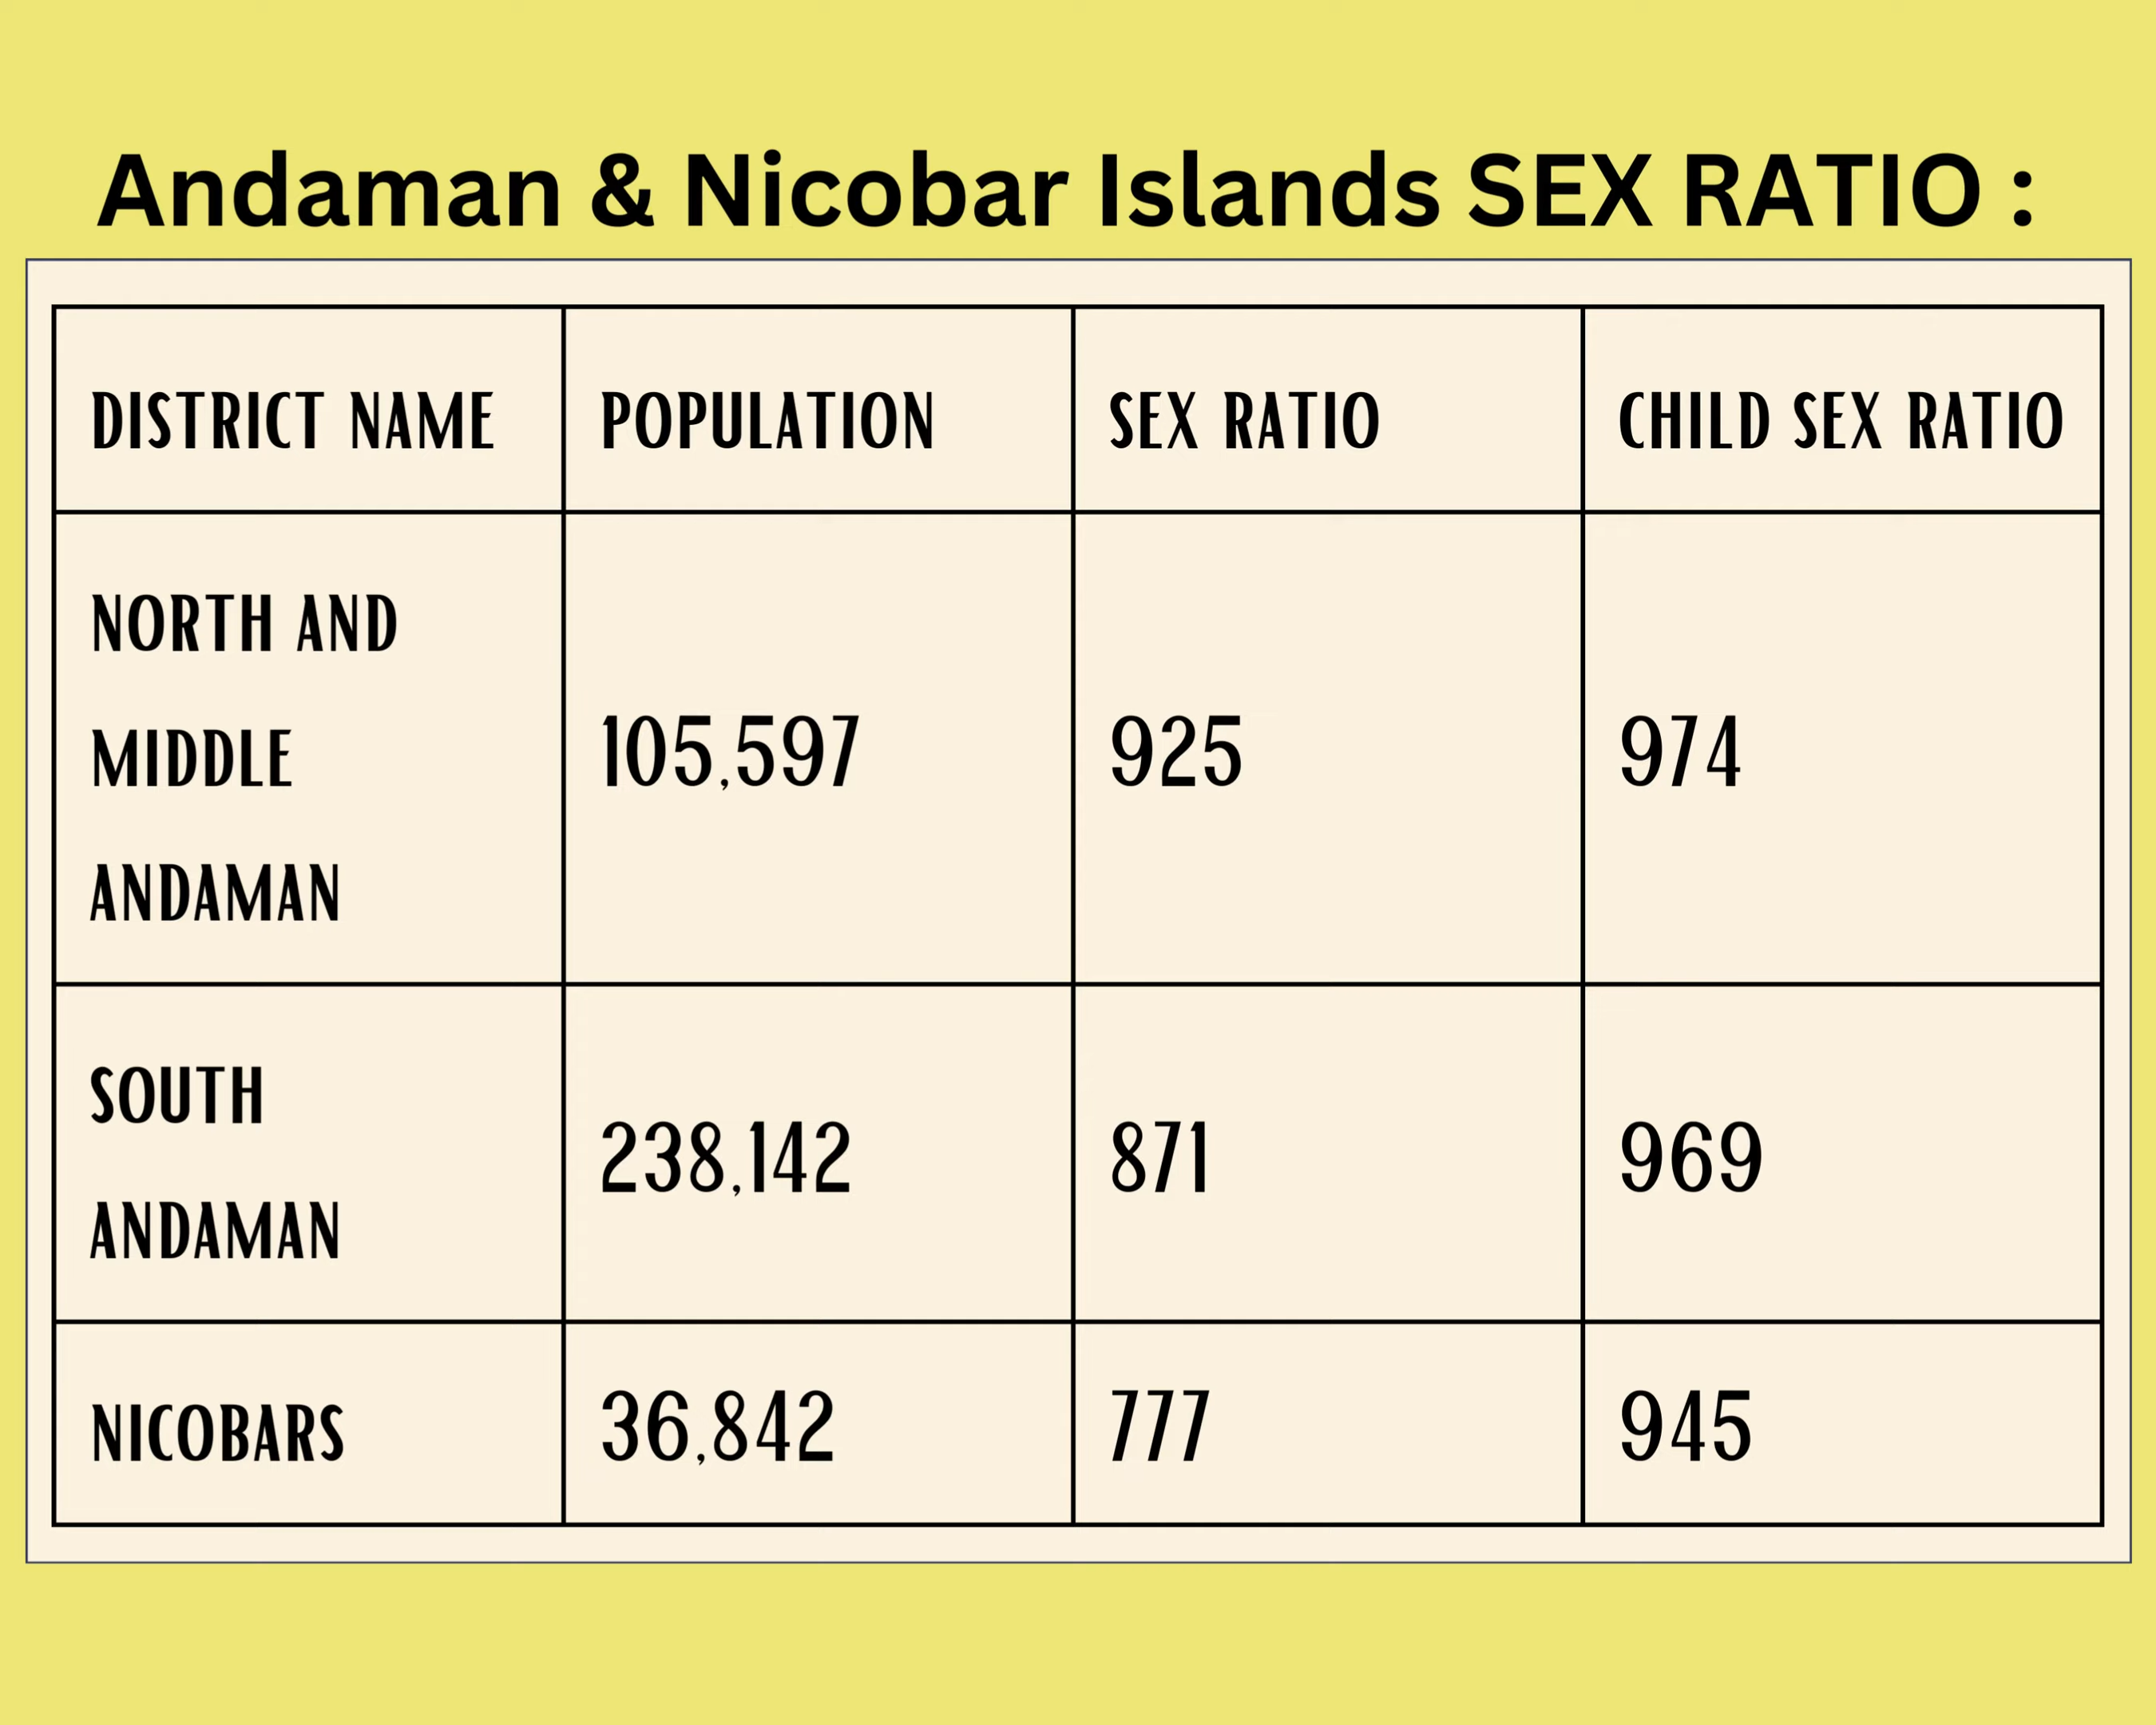 Andaman & Nicobar Islands SEX RATIO :
DISTRICT NAME POPULATION SEX RATIO CHILD SEX RATIO
NORTH AND
MIDDLE
ANDAMAN
105,597 925 974
SOUTH
ANDAMAN
238,142 871 969
NICOBARS 36,842 777 945